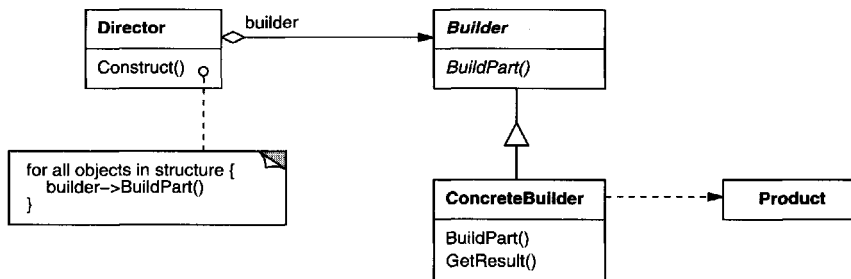 Director
builder
Builder
Construct()
BuildPart()
for all objects in structure {
builder–>BuildPart()
}
ConcreteBuilder
Product
BuildPart()
GetResult()